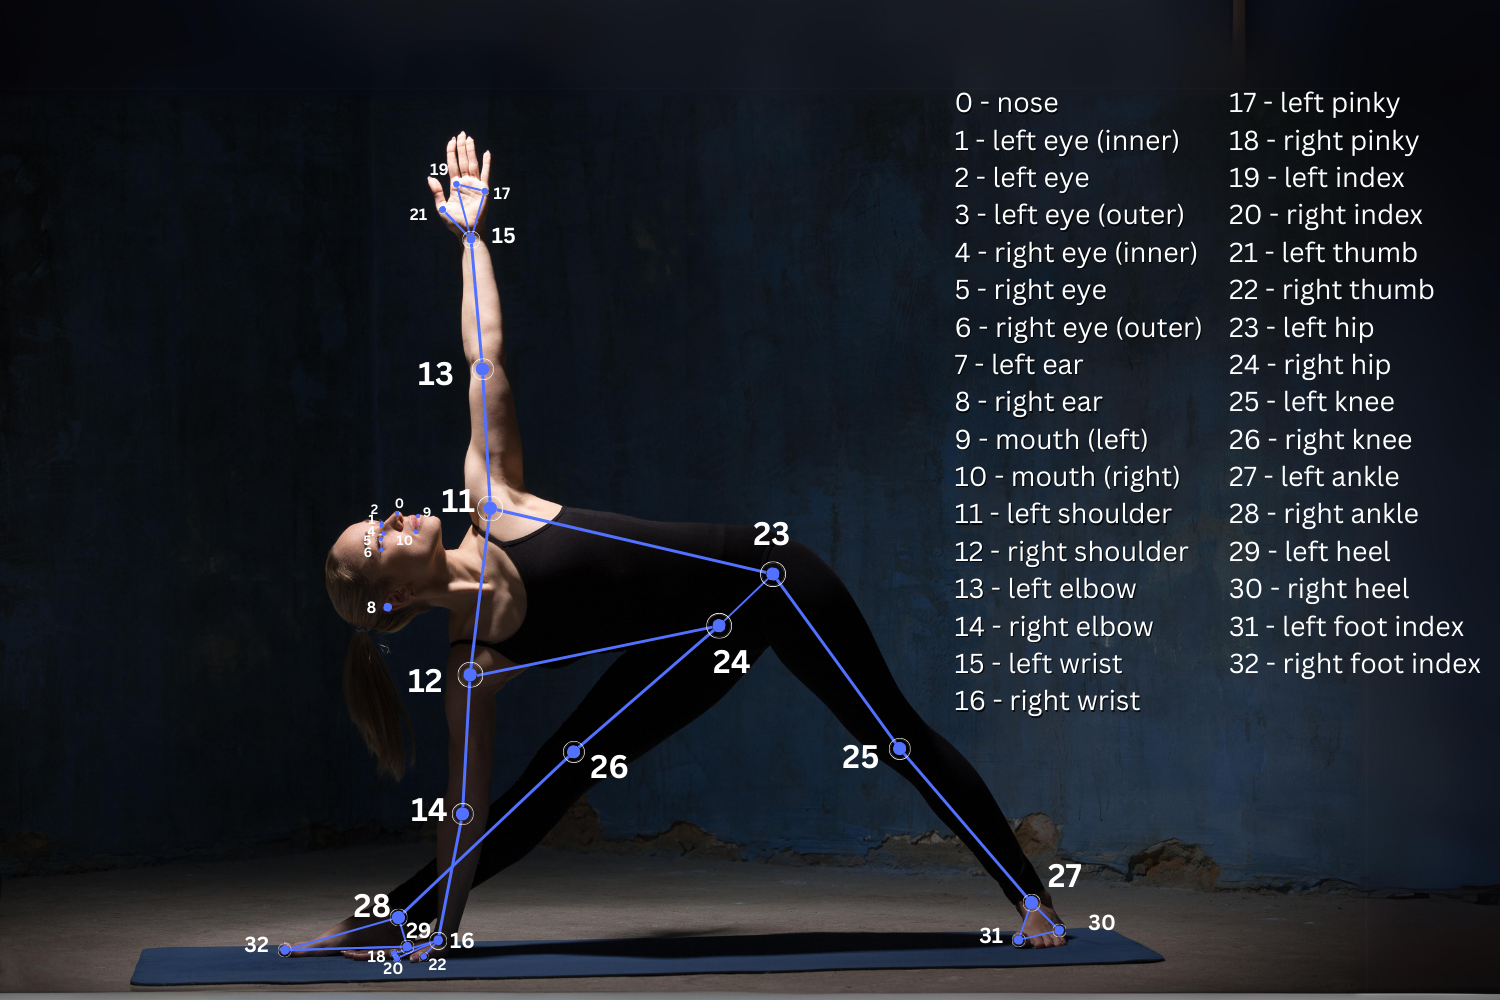 0 - nose
1 - left eye (inner)
2 - left eye
3 - left eye (outer)
4 - right eye (inner)
5 - right eye
6 - right eye (outer)
7 - left ear
8 - right ear
9 - mouth (left)
10 - mouth (right)
11 - left shoulder
12 - right shoulder
13 - left elbow
14 - right elbow
15 - left wrist
16 - right wrist
17 - left pinky
18 - right pinky
19 - left index
20 - right index
21 - left thumb
22 - right thumb
23 - left hip
24 - right hip
25 - left knee
26 - right knee
27 - left ankle
28 - right ankle
29 - left heel
30 - right heel
31 - left foot index
32 - right foot index
19
17
21
15
13
11
0
2
9
1
4
10
5
6
8
23
24
12
26
25
14
27
28
29
30
32
16
31
18
20
22